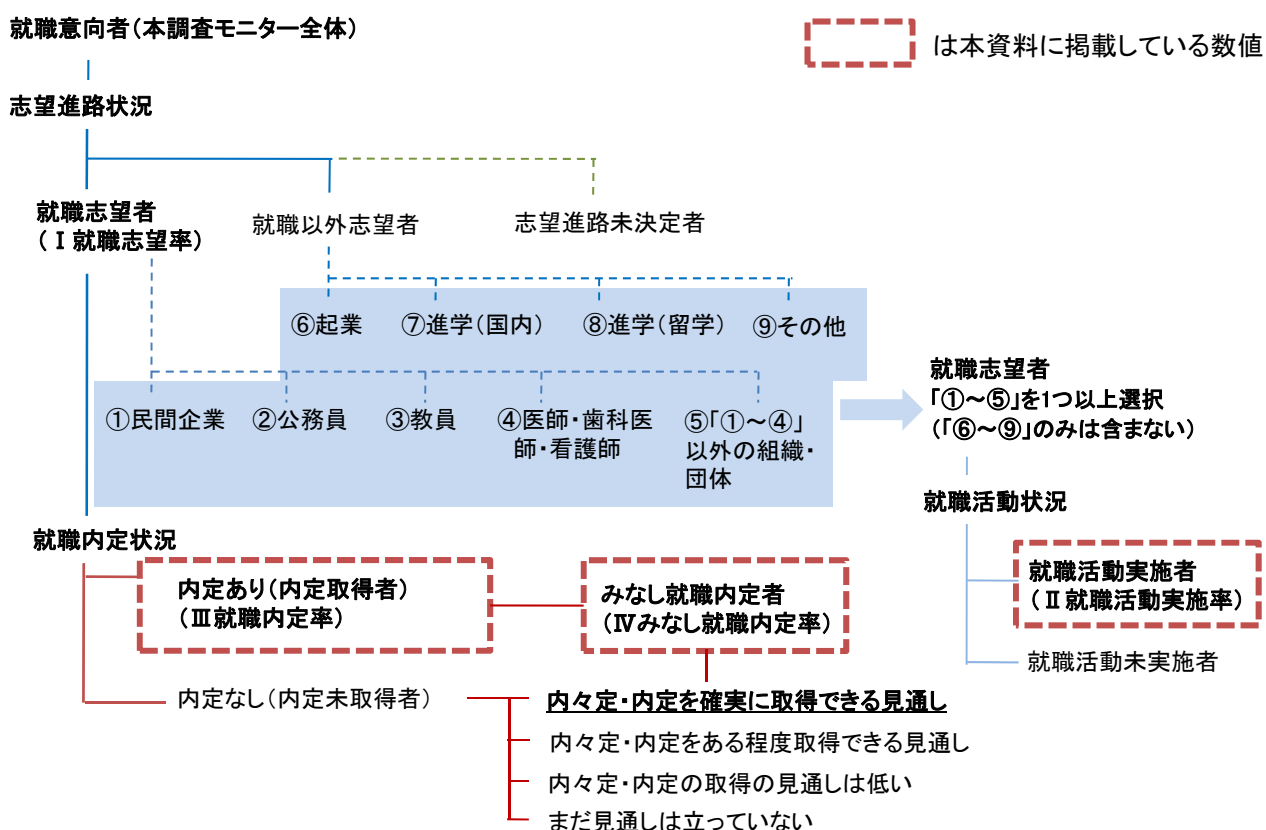 就職意向者(本調査モニター全体)
は本資料に掲載している数値
志望進路状況
就職志望者
(Ⅰ就職志望率)
就職以外志望者
志望進路未決定者
⑥起業
⑦進学(国内)
⑧進学(留学)
⑨その他
①民間企業
②公務員
③教員
④医師・歯科医
師・看護師
⑤「①~④」
以外の組織・
団体
就職志望者
「①~⑤」を1つ以上選択
(「⑥~⑨」のみは含まない)
就職活動状況
就職活動実施者
(Ⅱ就職活動実施率)
就職活動未実施者
就職内定状況
内定あり(内定取得者)
(Ⅲ就職内定率)
みなし就職内定者
(Ⅳみなし就職内定率)
内定なし(内定未取得者)
内々定・内定を確実に取得できる見通し
内々定・内定をある程度取得できる見通し
内々定・内定の取得の見通しは低い
まだ見通しは立っていない